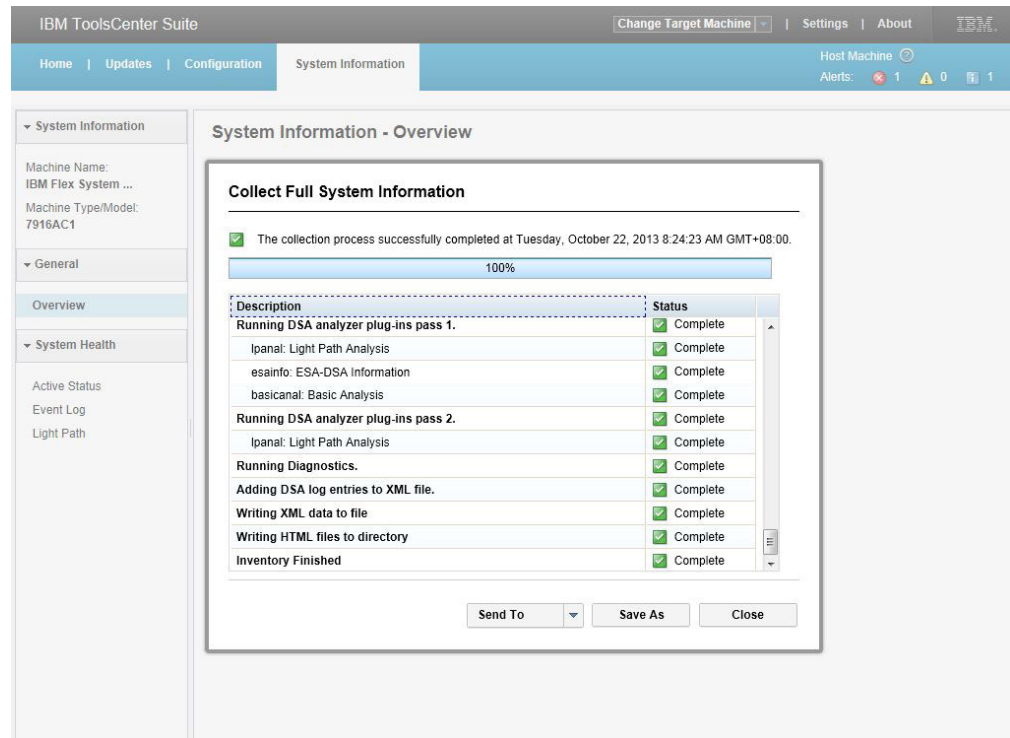 IBM ToolsCenter Suite
Change Target Machine | Settings | About
IBM.
Home | Updates | Configuration
System Information
Host Machine ?
Alerts: 1 0 1
System Information
Machine Name:
IBM Flex System ...
Machine Type/Model:
7916AC1
General
Overview
System Health
Active Status
Event Log
Light Path
System Information - Overview
Collect Full System Information
The collection process successfully completed at Tuesday, October 22, 2013 8:24:23 AM GMT+08:00.
100%
Description Status
Running DSA analyzer plug-ins pass 1. Complete
lpanal: Light Path Analysis Complete
esainfo: ESA-DSA Information Complete
basicanal: Basic Analysis Complete
Running DSA analyzer plug-ins pass 2. Complete
lpanal: Light Path Analysis Complete
Running Diagnostics. Complete
Adding DSA log entries to XML file. Complete
Writing XML data to file Complete
Writing HTML files to directory Complete
Inventory Finished Complete
Send To Save As Close